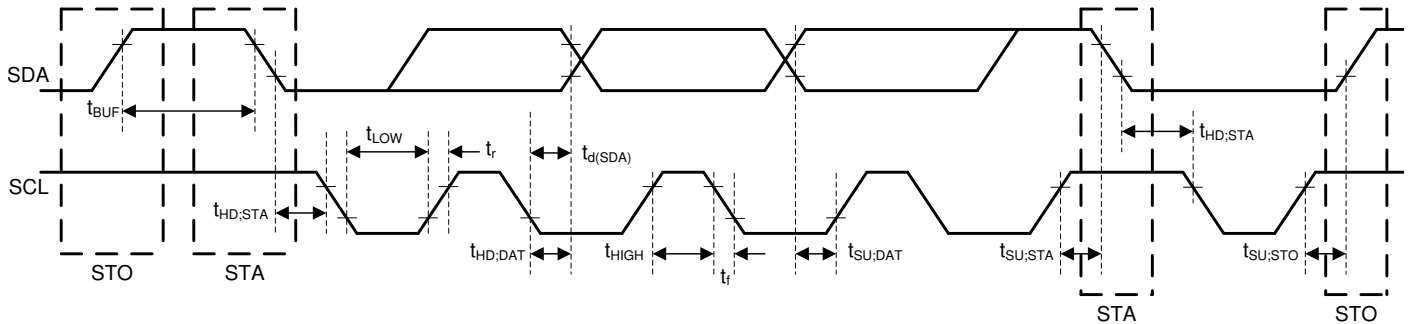 SDA
t_BUF
t_LOW
t_r
t_d(SDA)
t_HD;STA
SCL
t_HD;STA
t_HD;DAT
t_HIGH
t_f
t_SU;DAT
t_SU;STA
t_SU;STO
STO
STA
STA
STO